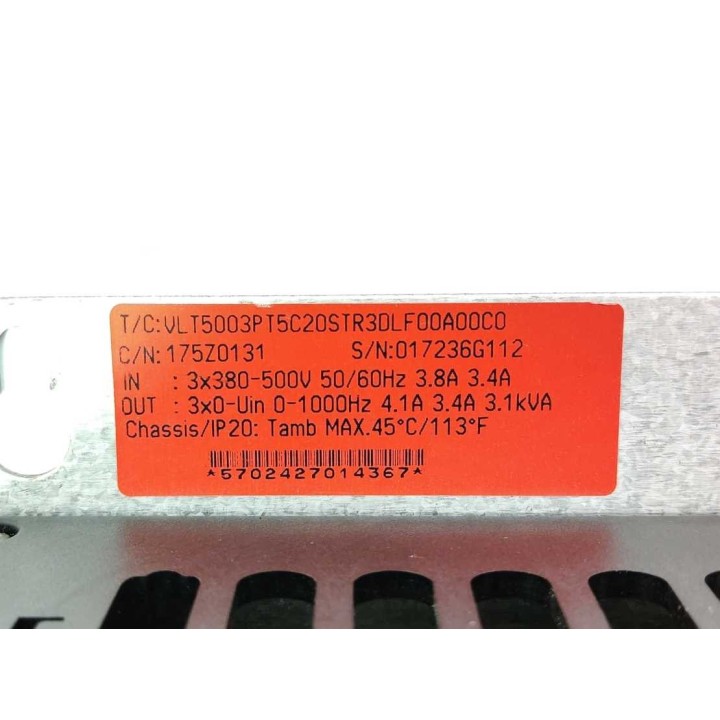 T/C:VLT5003PT5C20STR3DLF00A00C0
C/N:175Z0131 S/N:017236G112
IN : 3x380-500V 50/60Hz 3.8A 3.4A
OUT : 3x0-Uin 0-1000Hz 4.1A 3.4A 3.1kVA
Chassis/IP20: Tamb MAX.45°C/113°F
*5702427014367*